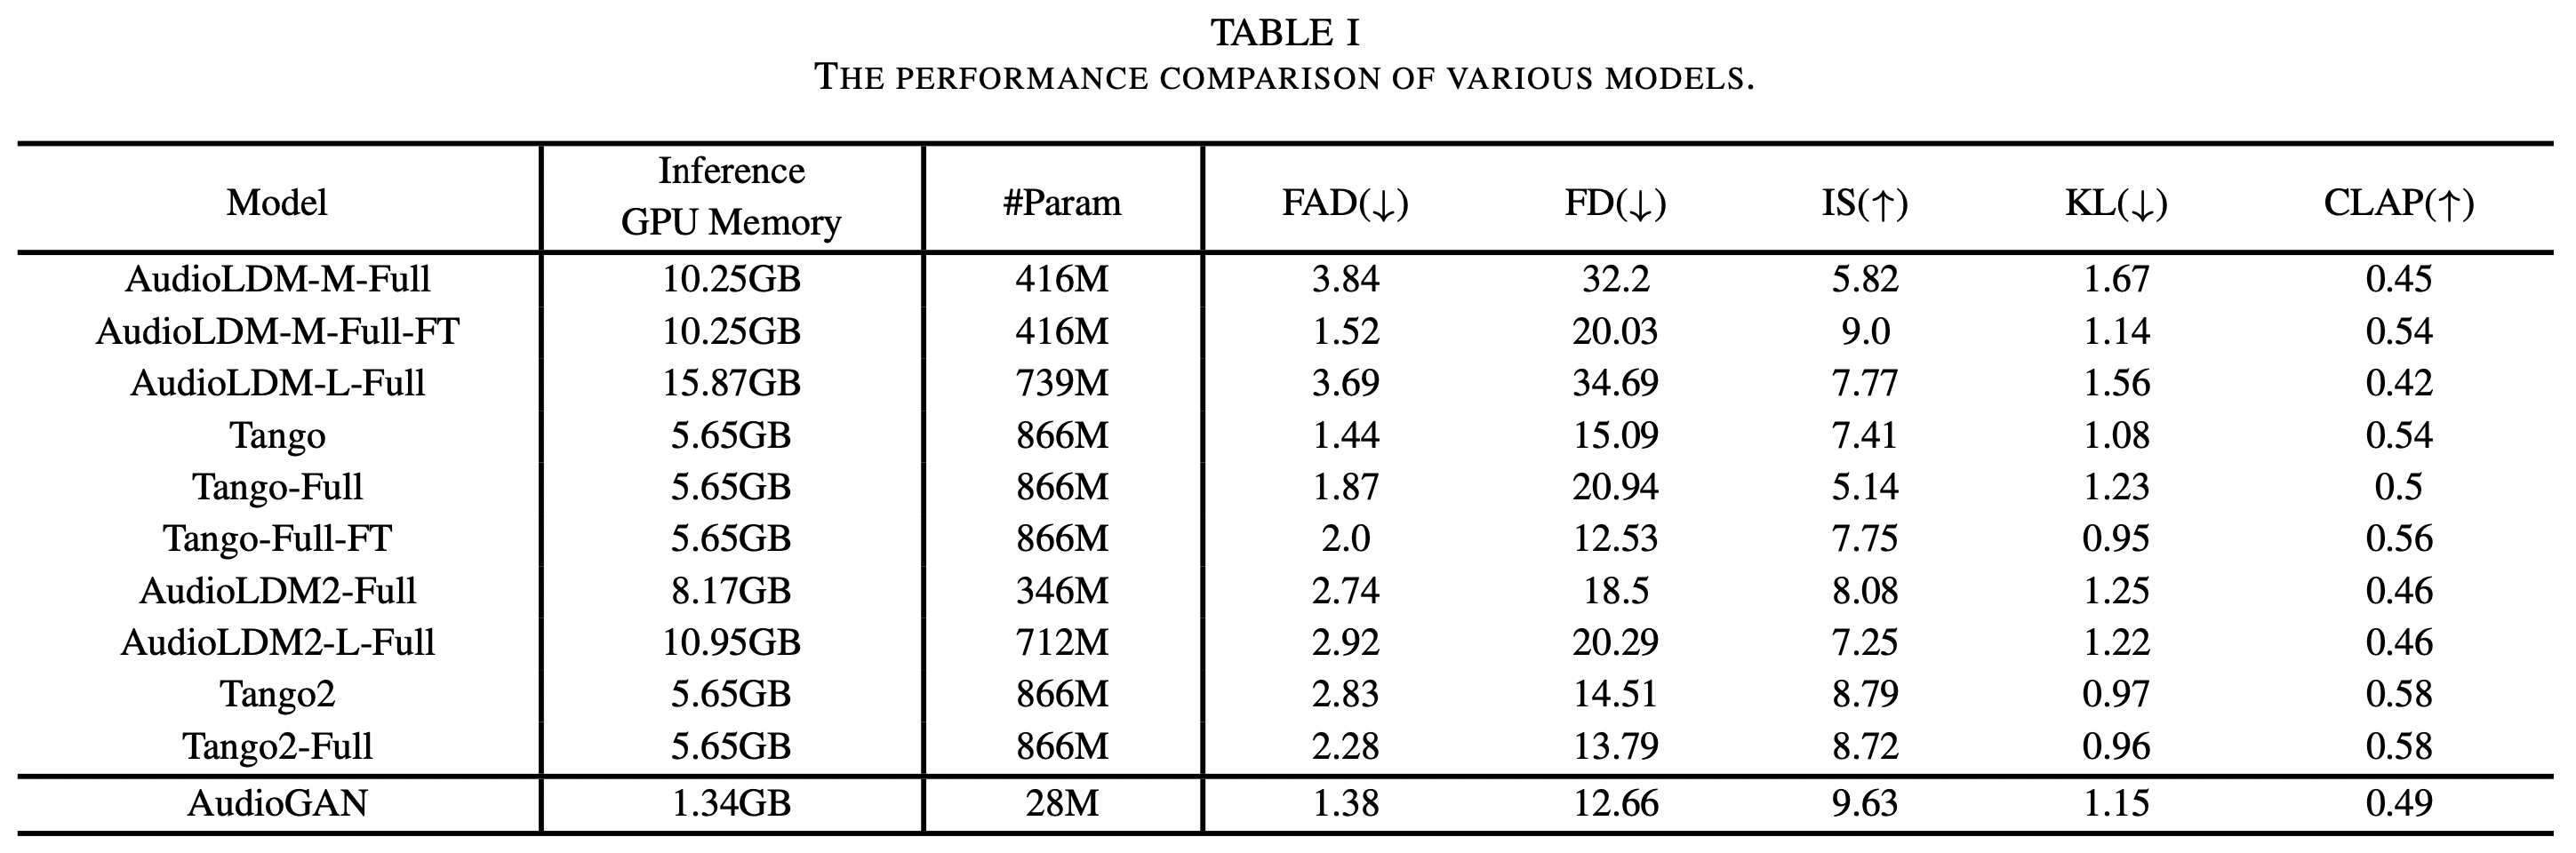 TABLE I
THE PERFORMANCE COMPARISON OF VARIOUS MODELS.
Model Inference GPU Memory #Param FAD(↓) FD(↓) IS(↑) KL(↓) CLAP(↑)
AudioLDM-M-Full 10.25GB 416M 3.84 32.2 5.82 1.67 0.45
AudioLDM-M-Full-FT 10.25GB 416M 1.52 20.03 9.0 1.14 0.54
AudioLDM-L-Full 15.87GB 739M 3.69 34.69 7.77 1.56 0.42
Tango 5.65GB 866M 1.44 15.09 7.41 1.08 0.54
Tango-Full 5.65GB 866M 1.87 20.94 5.14 1.23 0.5
Tango-Full-FT 5.65GB 866M 2.0 12.53 7.75 0.95 0.56
AudioLDM2-Full 8.17GB 346M 2.74 18.5 8.08 1.25 0.46
AudioLDM2-L-Full 10.95GB 712M 2.92 20.29 7.25 1.22 0.46
Tango2 5.65GB 866M 2.83 14.51 8.79 0.97 0.58
Tango2-Full 5.65GB 866M 2.28 13.79 8.72 0.96 0.58
AudioGAN 1.34GB 28M 1.38 12.66 9.63 1.15 0.49